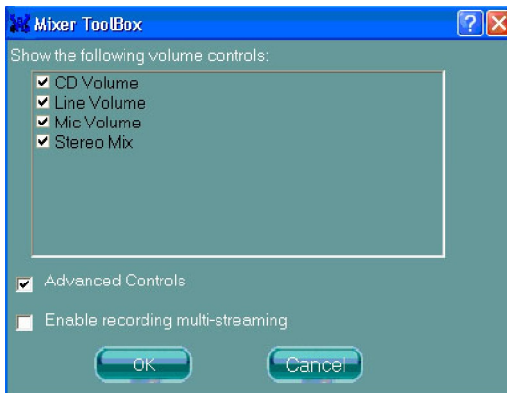 Mixer ToolBox
Show the following volume controls:
CD Volume
Line Volume
Mic Volume
Stereo Mix
Advanced Controls
Enable recording multi-streaming
OK Cancel